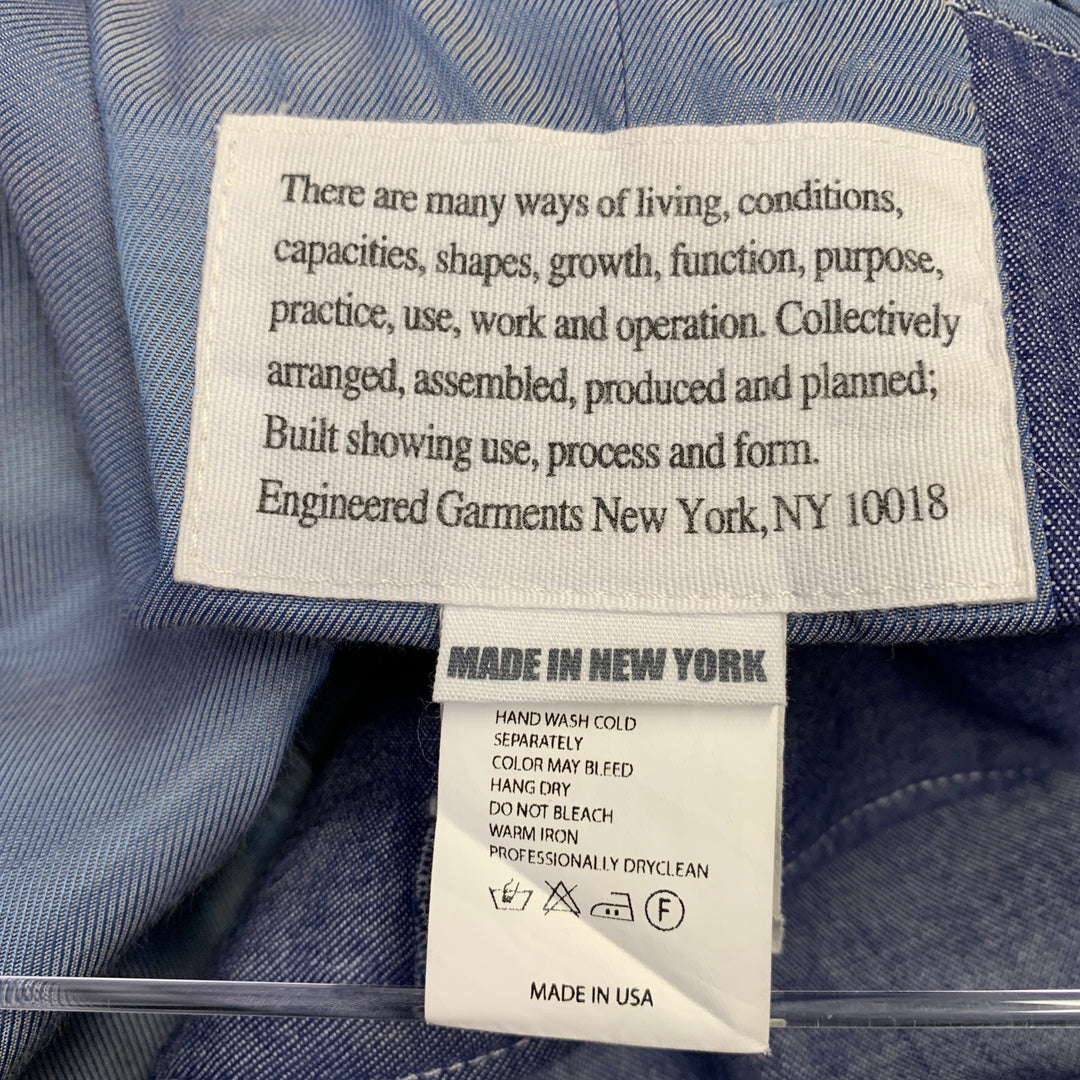 There are many ways of living, conditions,
capacities, shapes, growth, function, purpose,
practice, use, work and operation. Collectively
arranged, assembled, produced and planned;
Built showing use, process and form.
Engineered Garments New York, NY 10018
MADE IN NEW YORK
HAND WASH COLD
SEPARATELY
COLOR MAY BLEED
HANG DRY
DO NOT BLEACH
WARM IRON
PROFESSIONALLY DRYCLEAN
F
MADE IN USA